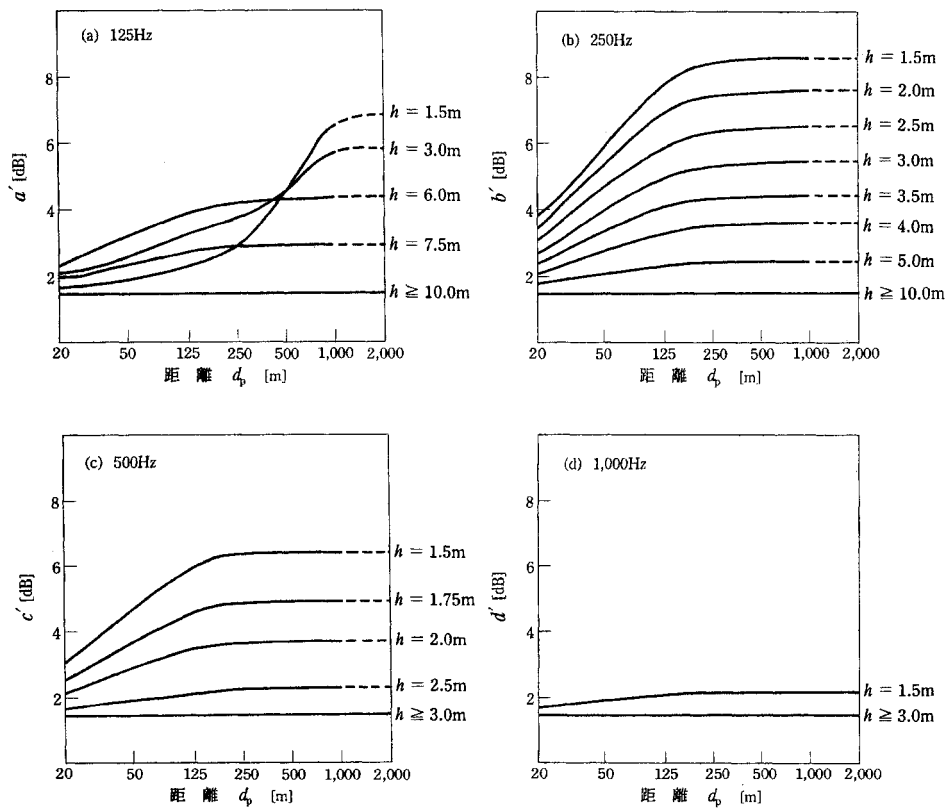 (a) 125Hz
a′ [dB]
8
6
4
2
h = 1.5m
h = 3.0m
h = 6.0m
h = 7.5m
h ≧ 10.0m
20 50 125 250 500 1,000 2,000
距離 dp [m]
(b) 250Hz
b′ [dB]
8
6
4
2
h = 1.5m
h = 2.0m
h = 2.5m
h = 3.0m
h = 3.5m
h = 4.0m
h = 5.0m
h ≧ 10.0m
20 50 125 250 500 1,000 2,000
距離 dp [m]
(c) 500Hz
c′ [dB]
8
6
4
2
h = 1.5m
h = 1.75m
h = 2.0m
h = 2.5m
h ≧ 3.0m
20 50 125 250 500 1,000 2,000
距離 dp [m]
(d) 1,000Hz
d′ [dB]
8
6
4
2
h = 1.5m
h ≧ 3.0m
20 50 125 250 500 1,000 2,000
距離 dp [m]